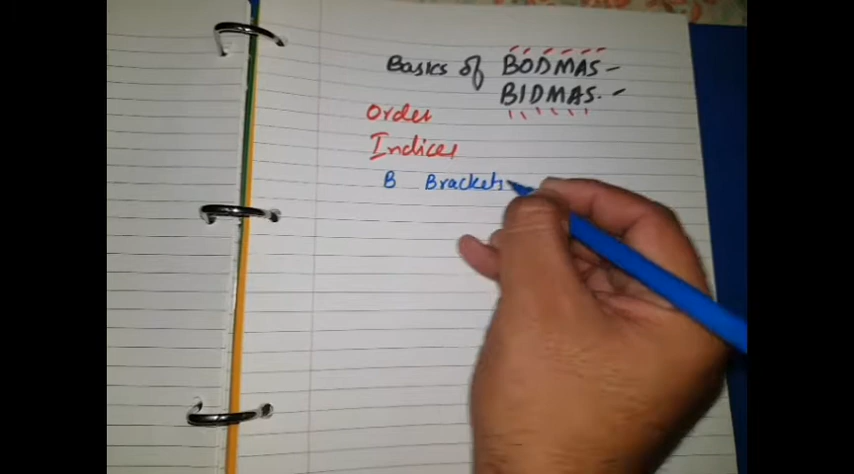 Basics of BODMAS -
BIDMAS. -
Order
Indices
B Brackets